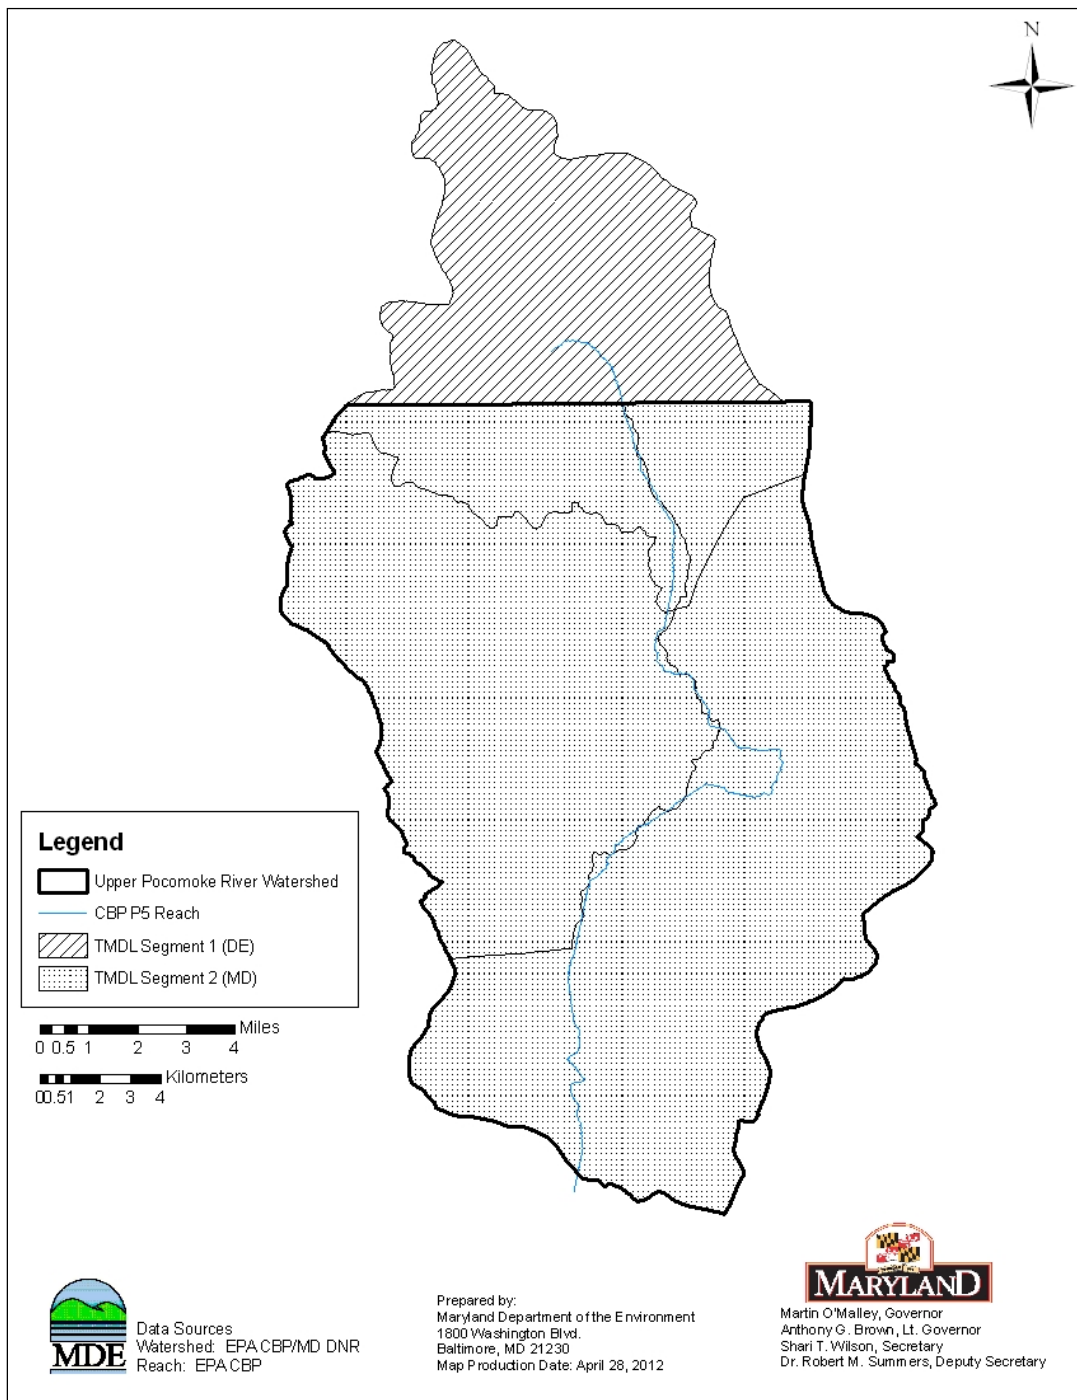 N
Legend
Upper Pocomoke River Watershed
CBP P5 Reach
TMDL Segment 1 (DE)
TMDL Segment 2 (MD)
Miles
0 0.5 1 2 3 4
Kilometers
00.51 2 3 4
MDE
Data Sources
Watershed: EPA CBP/MD DNR
Reach: EPA CBP
Prepared by:
Maryland Department of the Environment
1800 Washington Blvd.
Baltimore, MD 21230
Map Production Date: April 28, 2012
MARYLAND
Martin O'Malley, Governor
Anthony G. Brown, Lt. Governor
Shari T. Wilson, Secretary
Dr. Robert M. Summers, Deputy Secretary